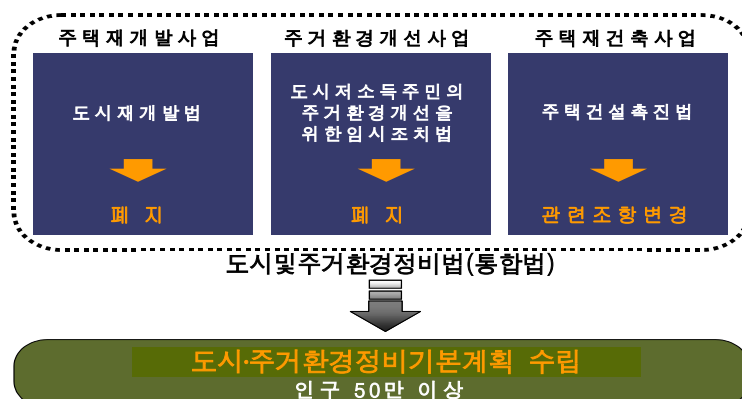 주택재개발사업
주거환경개선사업
주택재건축사업
도시재개발법
폐 지
도시저소득주민의
주거환경개선을
위한임시조치법
폐 지
주택건설촉진법
관련조항변경
도시및주거환경정비법(통합법)
도시·주거환경정비기본계획 수립
인구 50만 이상